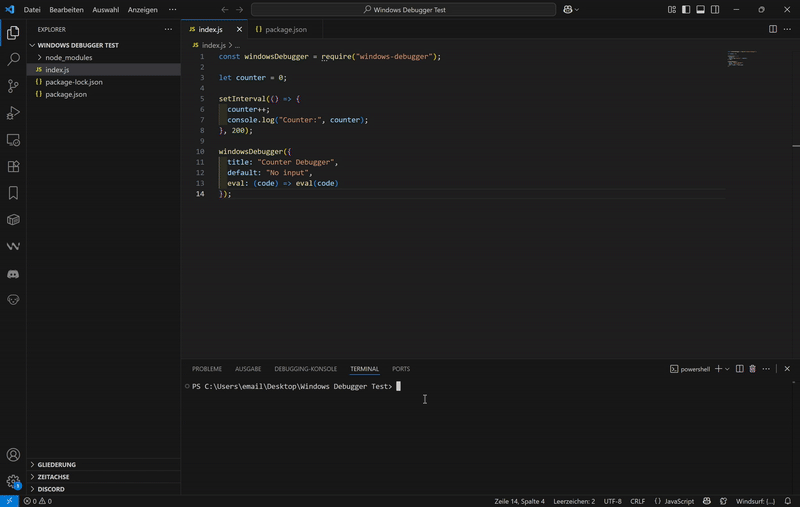 Datei Bearbeiten Auswahl Anzeigen ··· Windows Debugger Test
EXPLORER ···
WINDOWS DEBUGGER TEST
node_modules
JS index.js
{} package-lock.json
{} package.json
GLIEDERUNG
ZEITACHSE
DISCORD
JS index.js {} package.json
JS index.js > ...
1 const windowsDebugger = require("windows-debugger");
2
3 let counter = 0;
4
5 setInterval(() => {
6 counter++;
7 console.log("Counter:", counter);
8 }, 200);
9
10 windowsDebugger({
11 title: "Counter Debugger",
12 default: "No input",
13 eval: (code) => eval(code)
14 });
PROBLEME AUSGABE DEBUGGING-KONSOLE TERMINAL PORTS powershell
PS C:\Users\email\Desktop\Windows Debugger Test>
1
0 0 Zeile 14, Spalte 4 Leerzeichen: 2 UTF-8 CRLF {} JavaScript Windsurf: {...}